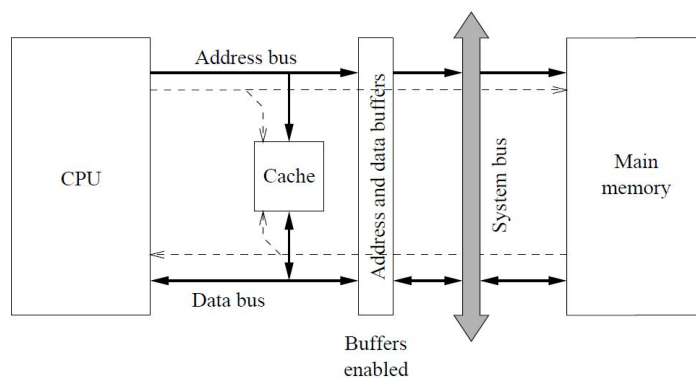 Address bus
CPU
Cache
Data bus
Address and data buffers
Buffers
enabled
System bus
Main
memory